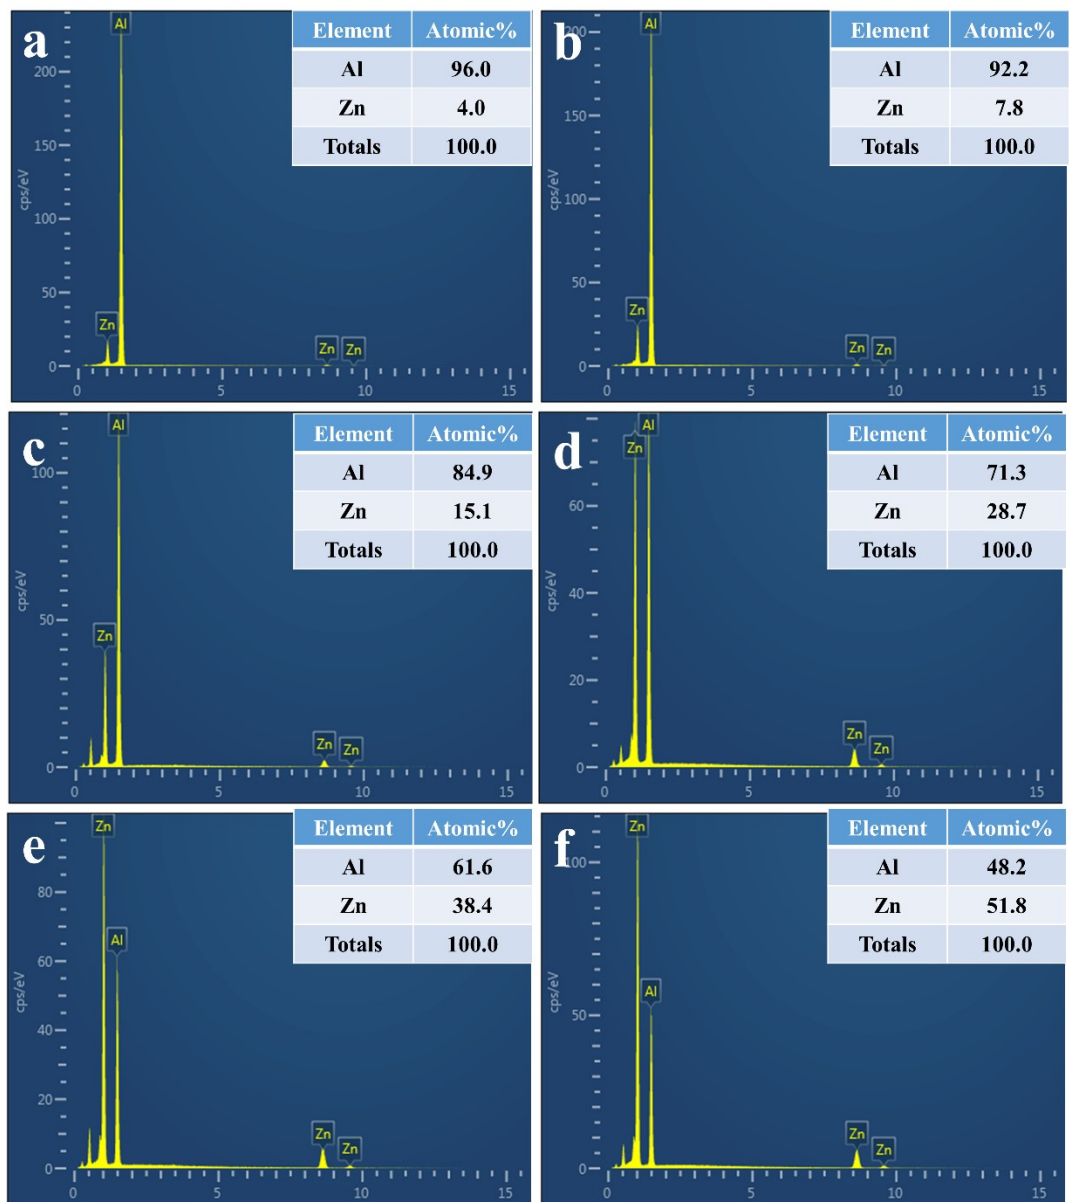 a
Element Atomic%
Al 96.0
Zn 4.0
Totals 100.0
Al
200
150
100
50
0
cps/eV
Zn
Zn Zn
0 5 10 15
b
Element Atomic%
Al 92.2
Zn 7.8
Totals 100.0
Al
200
150
100
50
0
cps/eV
Zn
Zn Zn
0 5 10 15
c
Element Atomic%
Al 84.9
Zn 15.1
Totals 100.0
Al
100
50
0
cps/eV
Zn
Zn Zn
0 5 10 15
d
Element Atomic%
Al 71.3
Zn 28.7
Totals 100.0
Zn Al
60
40
20
0
cps/eV
Zn Zn
0 5 10 15
e
Element Atomic%
Al 61.6
Zn 38.4
Totals 100.0
Zn
Al
80
60
40
20
0
cps/eV
Zn Zn
0 5 10 15
f
Element Atomic%
Al 48.2
Zn 51.8
Totals 100.0
Zn
Al
100
50
0
cps/eV
Zn Zn
0 5 10 15